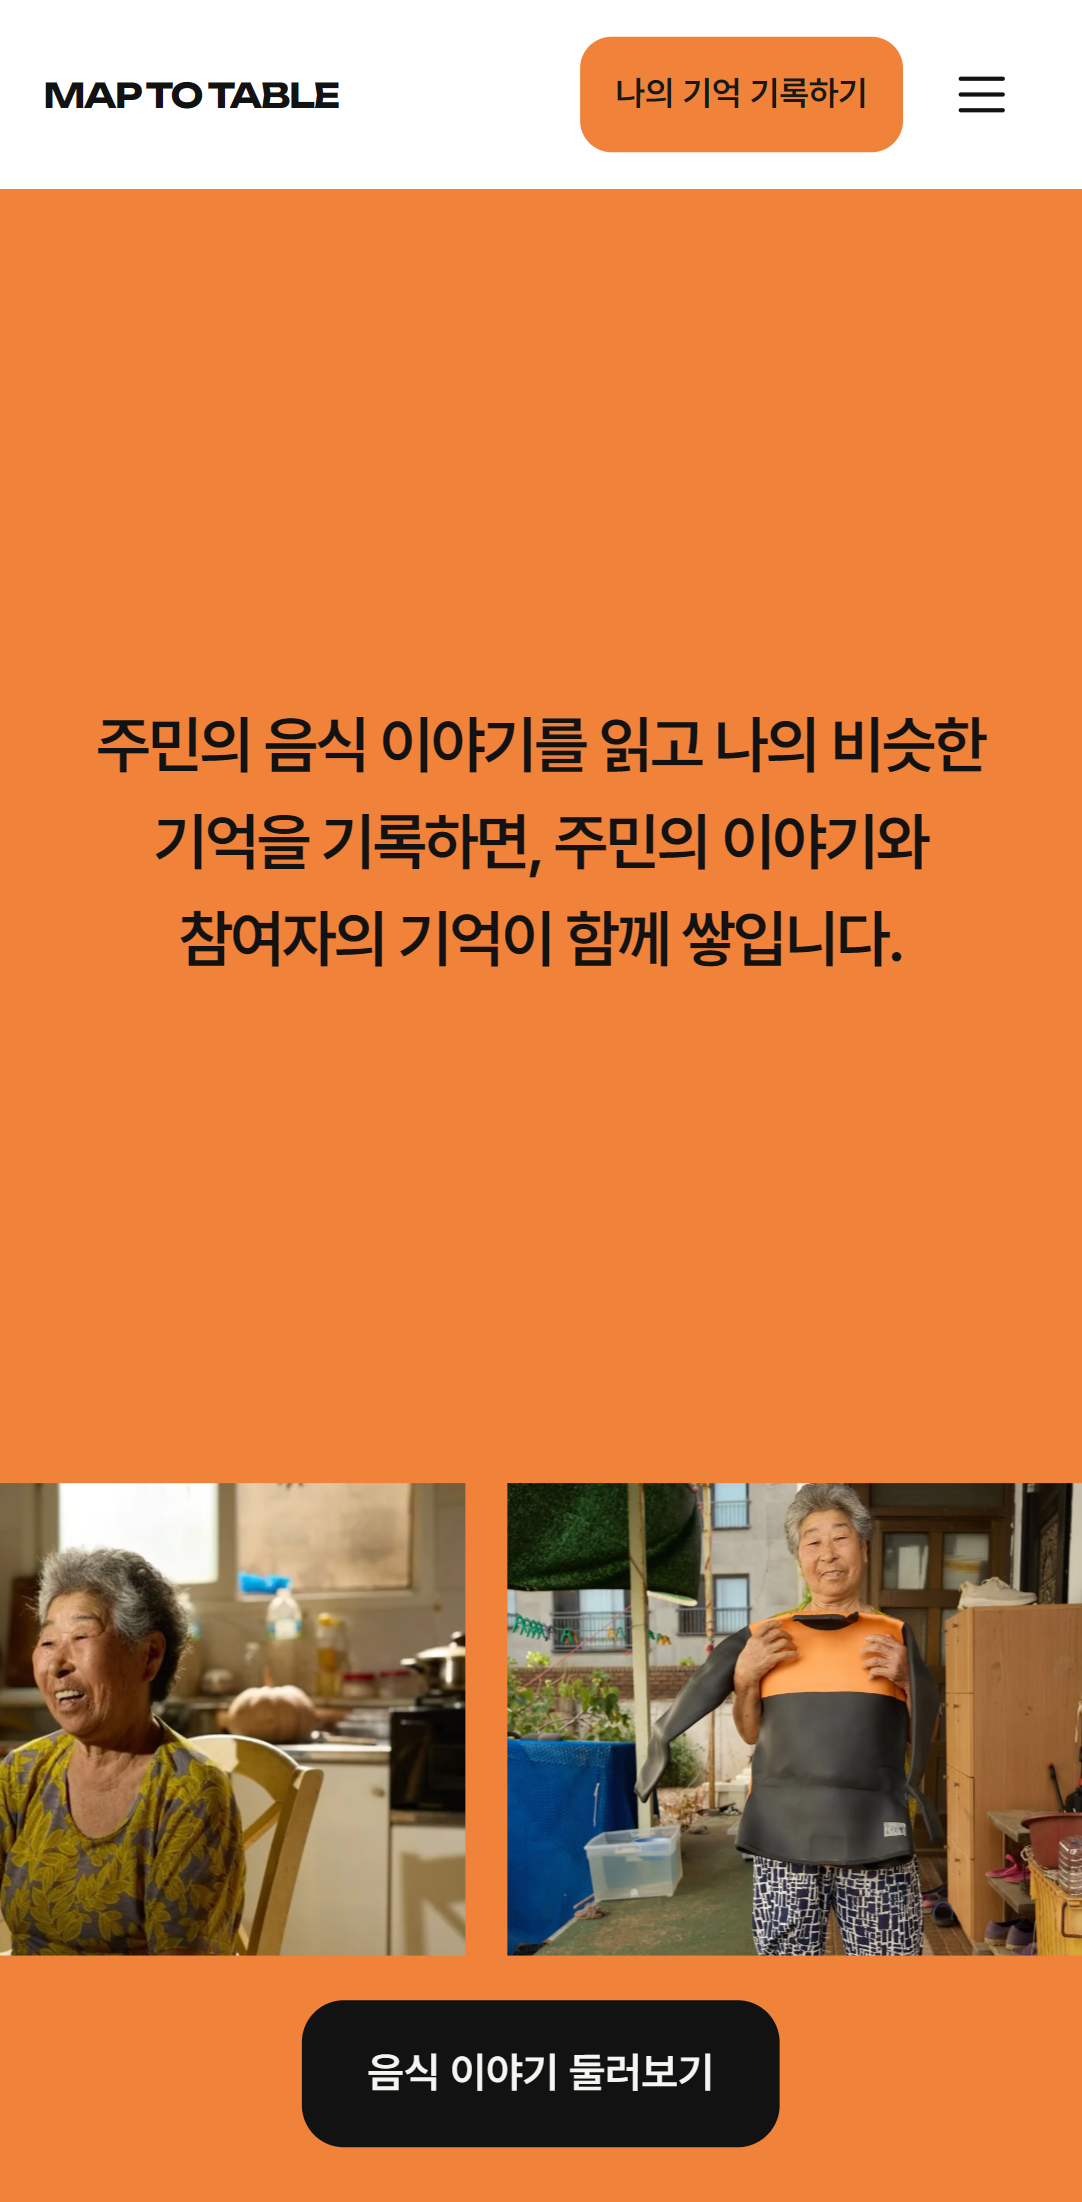 MAP TO TABLE
나의 기억 기록하기
주민의 음식 이야기를 읽고 나의 비슷한
기억을 기록하면, 주민의 이야기와
참여자의 기억이 함께 쌓입니다.
음식 이야기 둘러보기